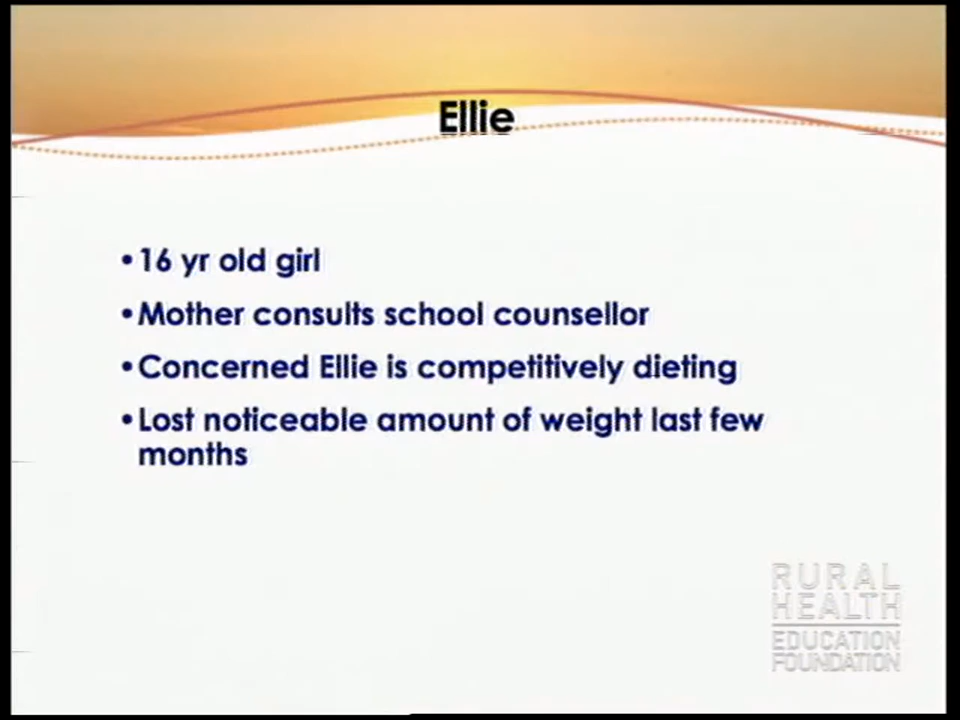 Ellie
•16 yr old girl
•Mother consults school counsellor
•Concerned Ellie is competitively dieting
•Lost noticeable amount of weight last few
months
RURAL
HEALTH
EDUCATION
FOUNDATION